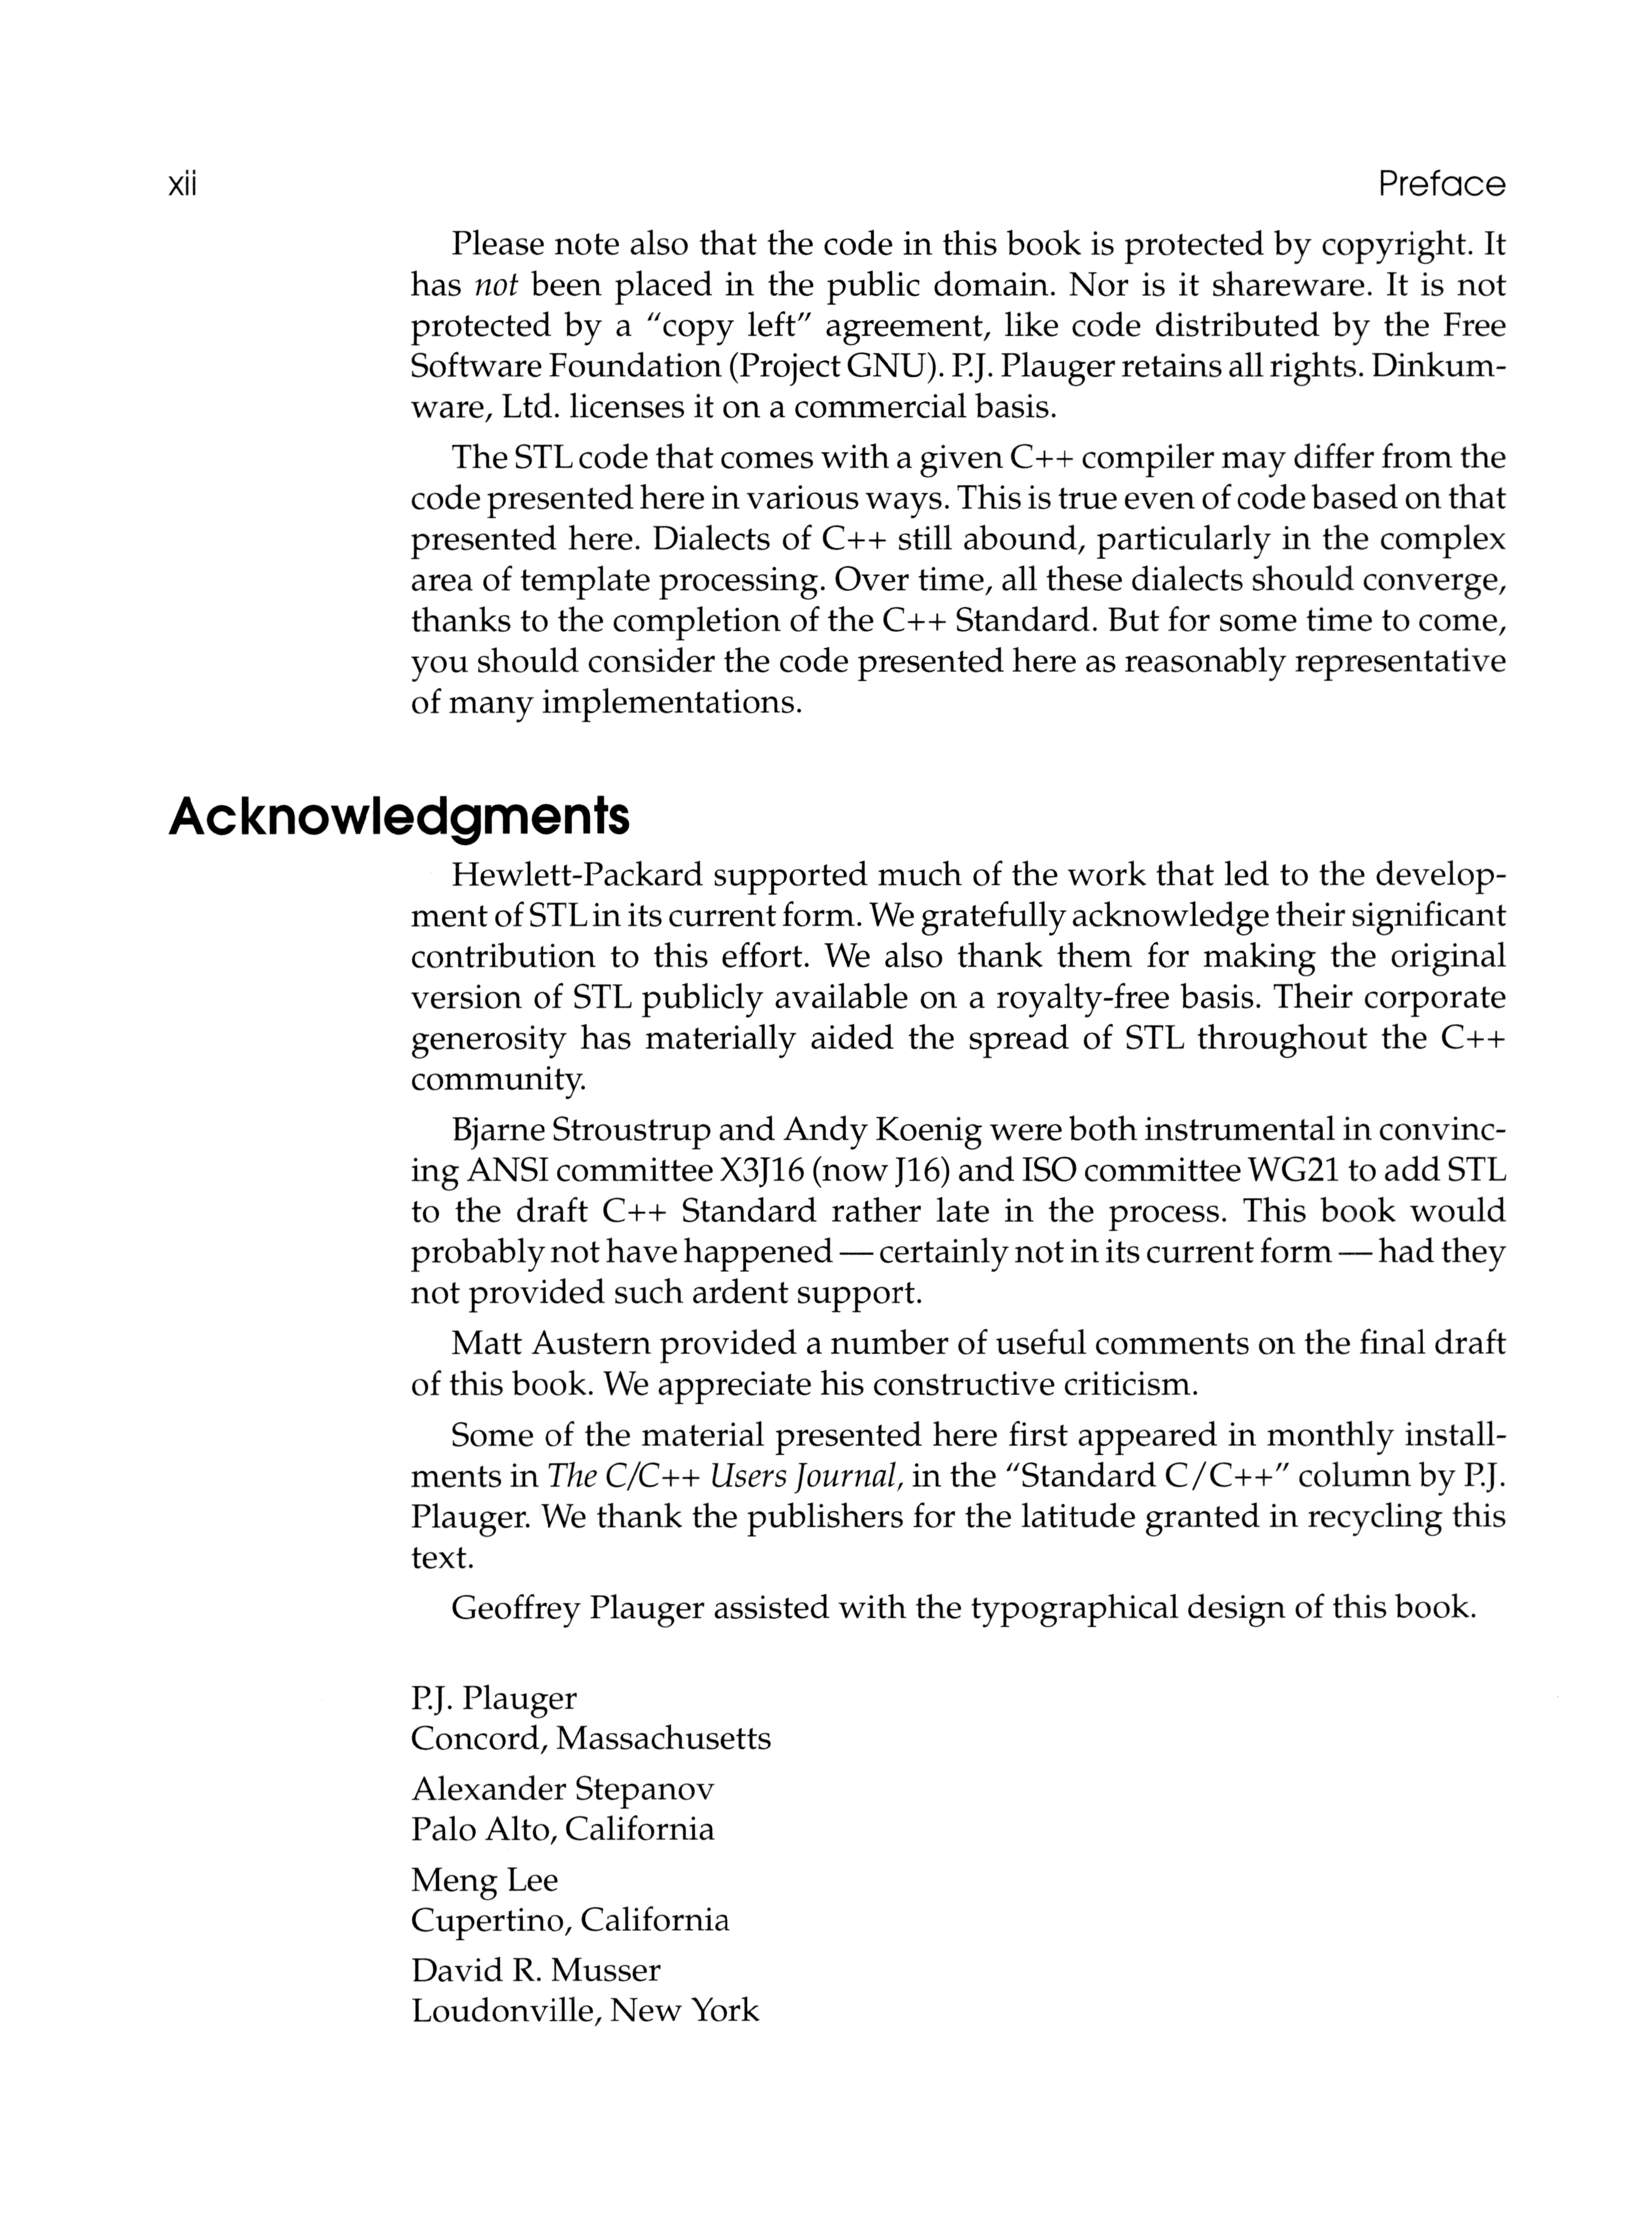 xii
Preface
Please note also that the code in this book is protected by copyright. It
has not been placed in the public domain. Nor is it shareware. It is not
protected by a “copy left” agreement, like code distributed by the Free
Software Foundation (Project GNU). P.J. Plauger retains all rights. Dinkum-
ware, Ltd. licenses it on a commercial basis.
The STL code that comes with a given C++ compiler may differ from the
code presented here in various ways. This is true even of code based on that
presented here. Dialects of C++ still abound, particularly in the complex
area of template processing. Over time, all these dialects should converge,
thanks to the completion of the C++ Standard. But for some time to come,
you should consider the code presented here as reasonably representative
of many implementations.
Acknowledgments
Hewlett-Packard supported much of the work that led to the develop-
ment of STL in its current form. We gratefully acknowledge their significant
contribution to this effort. We also thank them for making the original
version of STL publicly available on a royalty-free basis. Their corporate
generosity has materially aided the spread of STL throughout the C++
community.
Bjarne Stroustrup and Andy Koenig were both instrumental in convinc-
ing ANSI committee X3J16 (now J16) and ISO committee WG21 to add STL
to the draft C++ Standard rather late in the process. This book would
probably not have happened — certainly not in its current form — had they
not provided such ardent support.
Matt Austern provided a number of useful comments on the final draft
of this book. We appreciate his constructive criticism.
Some of the material presented here first appeared in monthly install-
ments in The C/C++ Users Journal, in the “Standard C/C++” column by P.J.
Plauger. We thank the publishers for the latitude granted in recycling this
text.
Geoffrey Plauger assisted with the typographical design of this book.
P.J. Plauger
Concord, Massachusetts
Alexander Stepanov
Palo Alto, California
Meng Lee
Cupertino, California
David R. Musser
Loudonville, New York